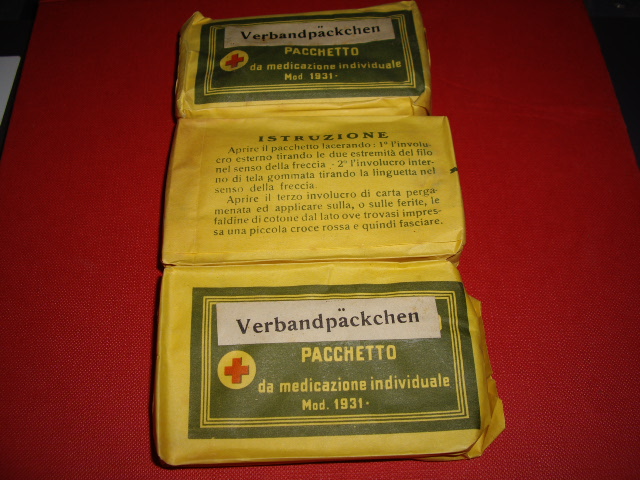 Verbandpäckchen
PACCHETTO
da medicazione individuale
Mod. 1931-
ISTRUZIONE
Aprire il pacchetto lacerando: 1° l'involu-
cro esterno tirando le due estremità del filo
nel senso della freccia - 2° l'involucro inter-
no di tela gommata tirando la linguetta nel
senso della freccia.
Aprire il terzo involucro di carta perga-
menata ed applicare sulla, o sulle ferite, le
faldine di cotone dal lato ove trovasi impres-
sa una piccola croce rossa e quindi fasciare.
Verbandpäckchen
PACCHETTO
da medicazione individuale
Mod. 1931-